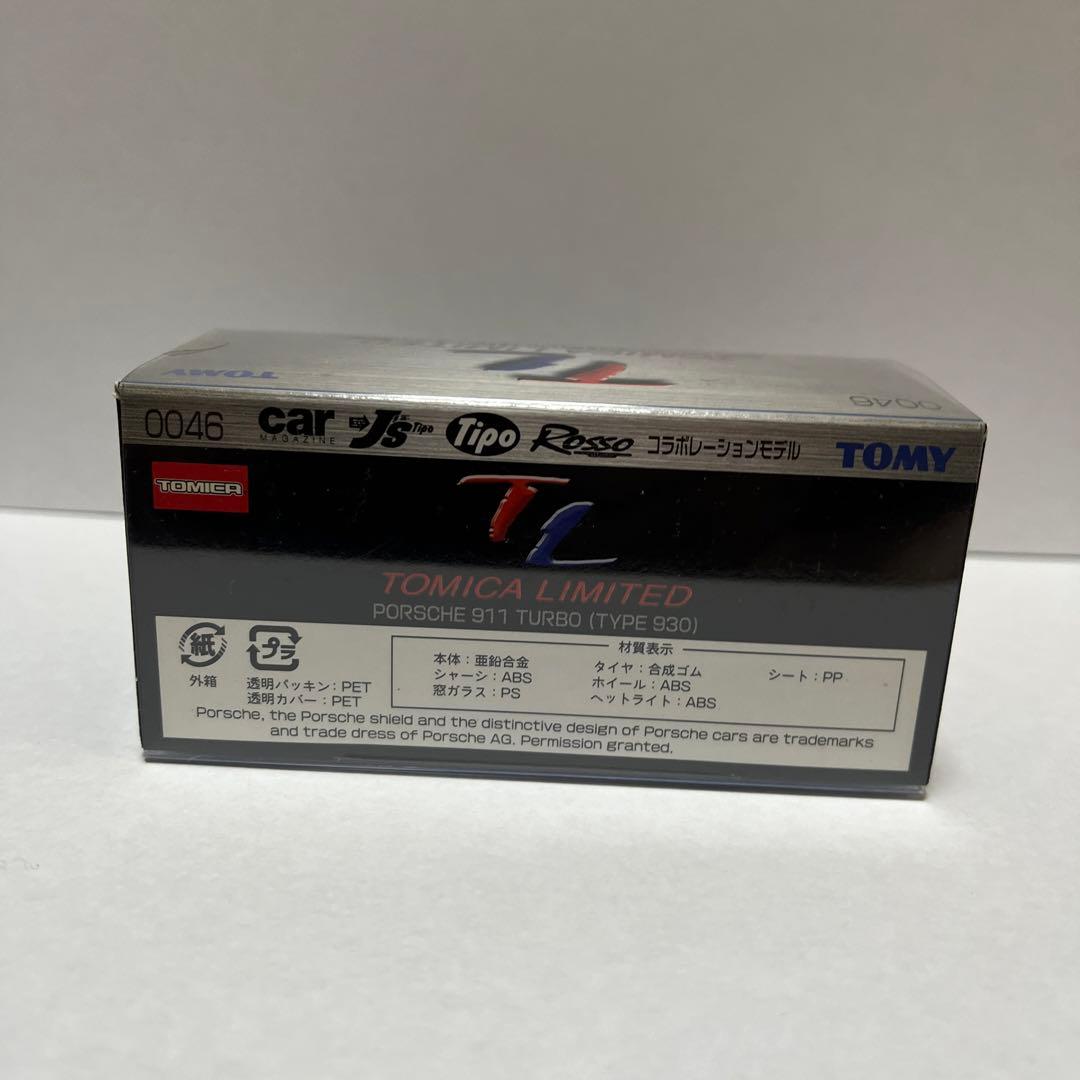 TOMY
TL
0046
0046 car MAGAZINE J's Tipo Tipo Rosso コラボレーションモデル TOMY
TOMICA
TL
TOMICA LIMITED
PORSCHE 911 TURBO (TYPE 930)
紙
外箱
プラ
透明パッキン:PET
透明カバー:PET
材質表示
本体:亜鉛合金
シャーシ:ABS
窓ガラス:PS
タイヤ:合成ゴム
ホイール:ABS
ヘットライト:ABS
シート:PP
Porsche, the Porsche shield and the distinctive design of Porsche cars are trademarks
and trade dress of Porsche AG. Permission granted.